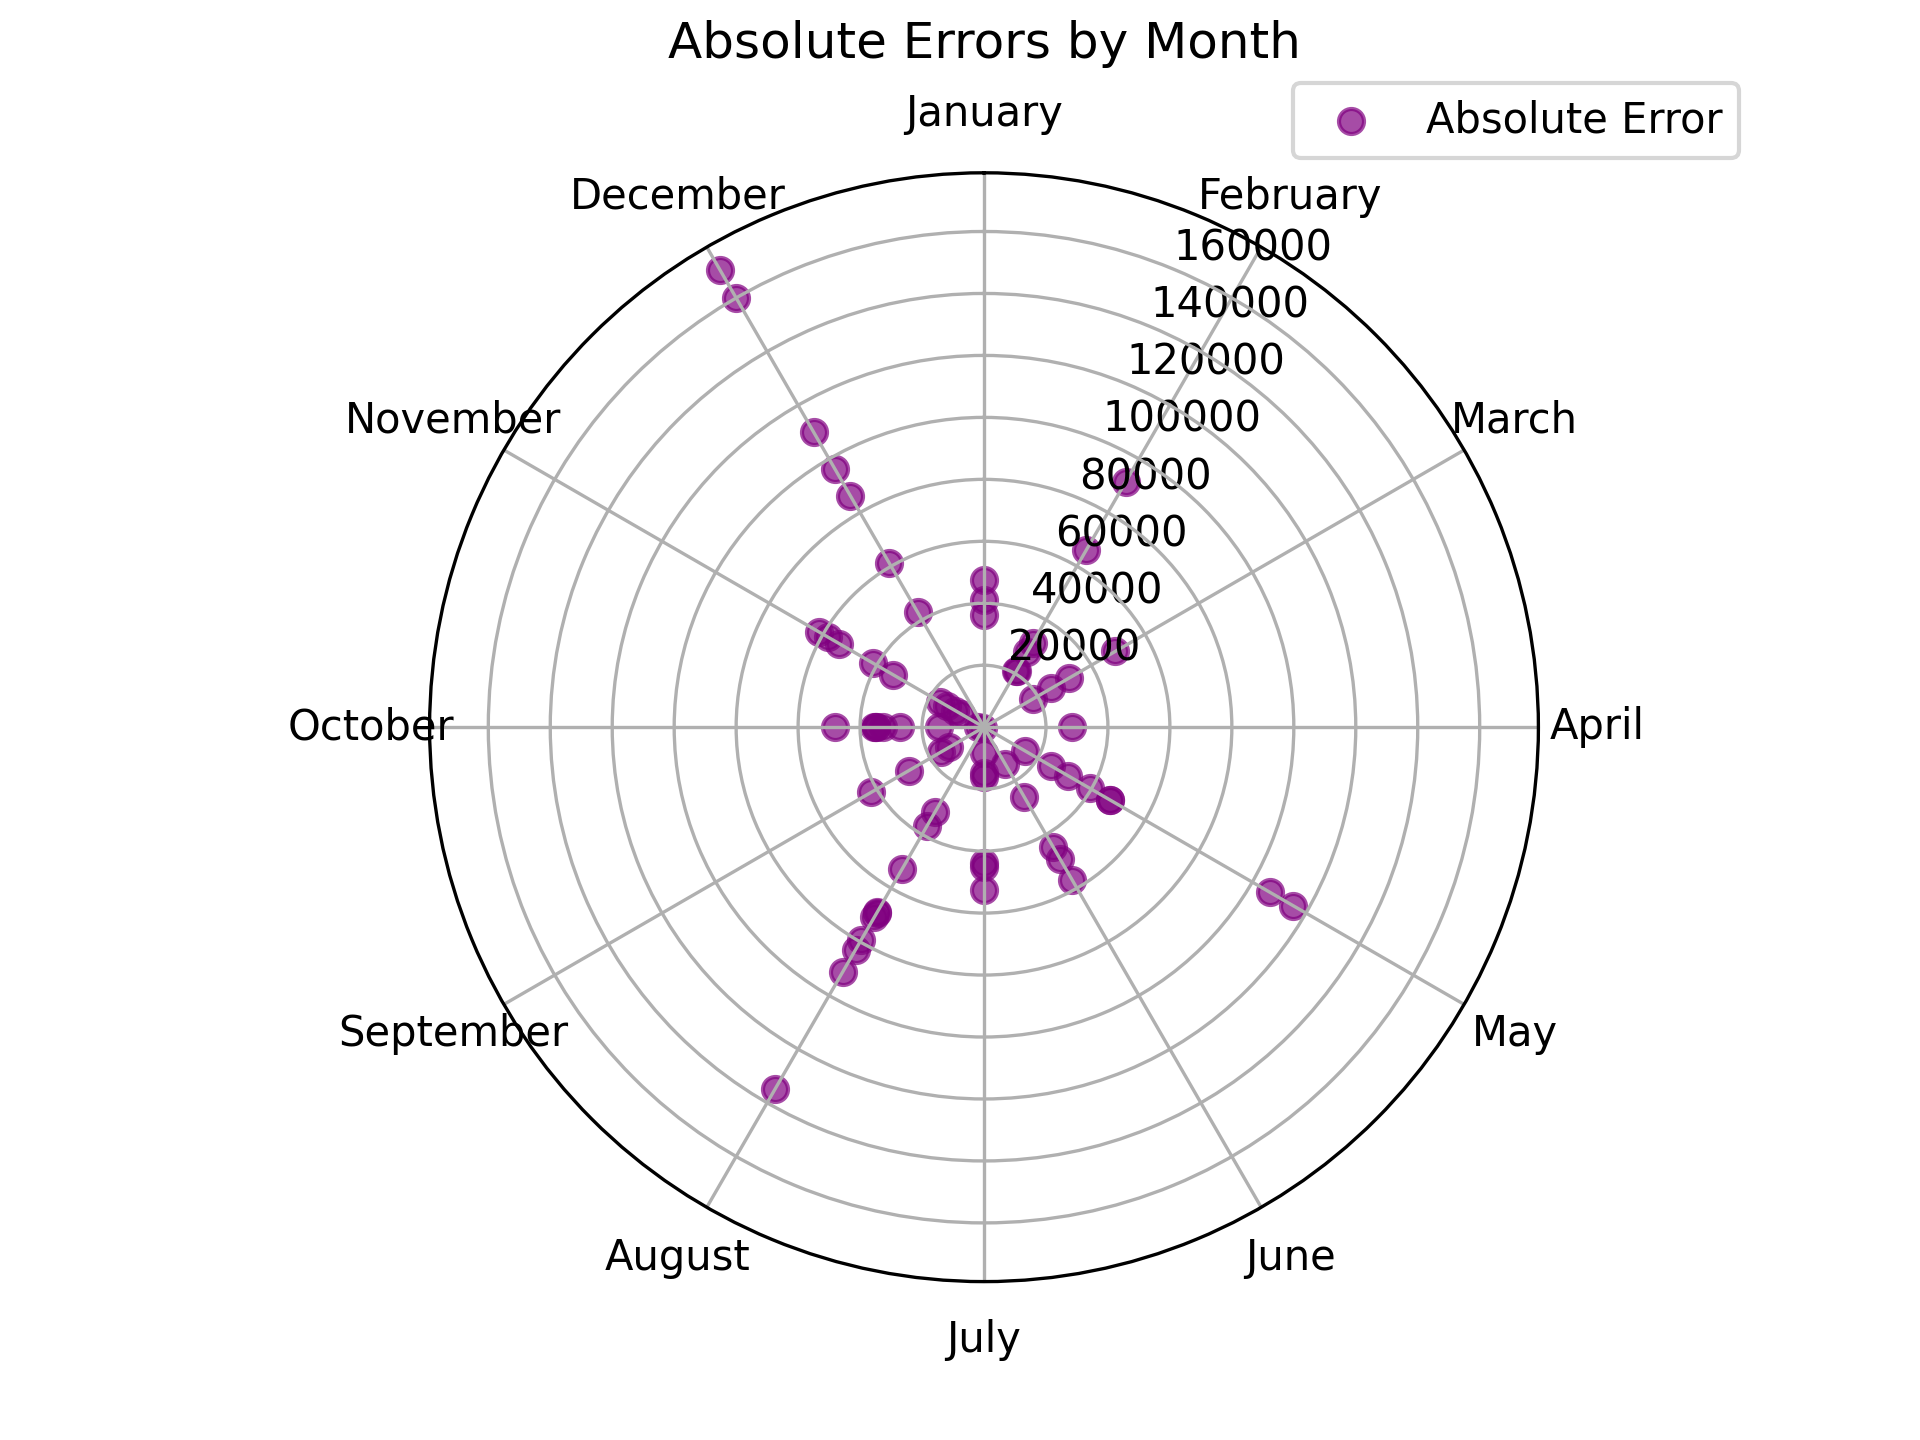 Absolute Errors by Month
Absolute Error
January
December
February
160000
140000
120000
November
100000
March
80000
60000
40000
20000
October
April
September
May
August
June
July